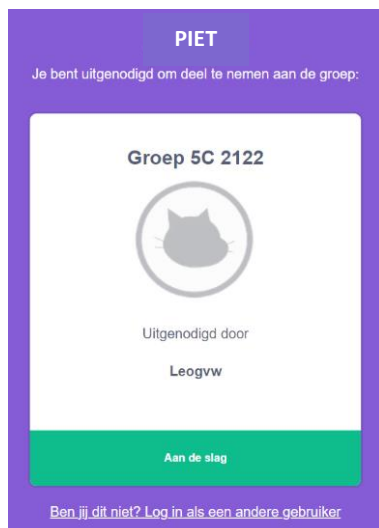 PIET
Je bent uitgenodigd om deel te nemen aan de groep:
Groep 5C 2122
Uitgenodigd door
Leogvw
Aan de slag
Ben jij dit niet? Log in als een andere gebruiker